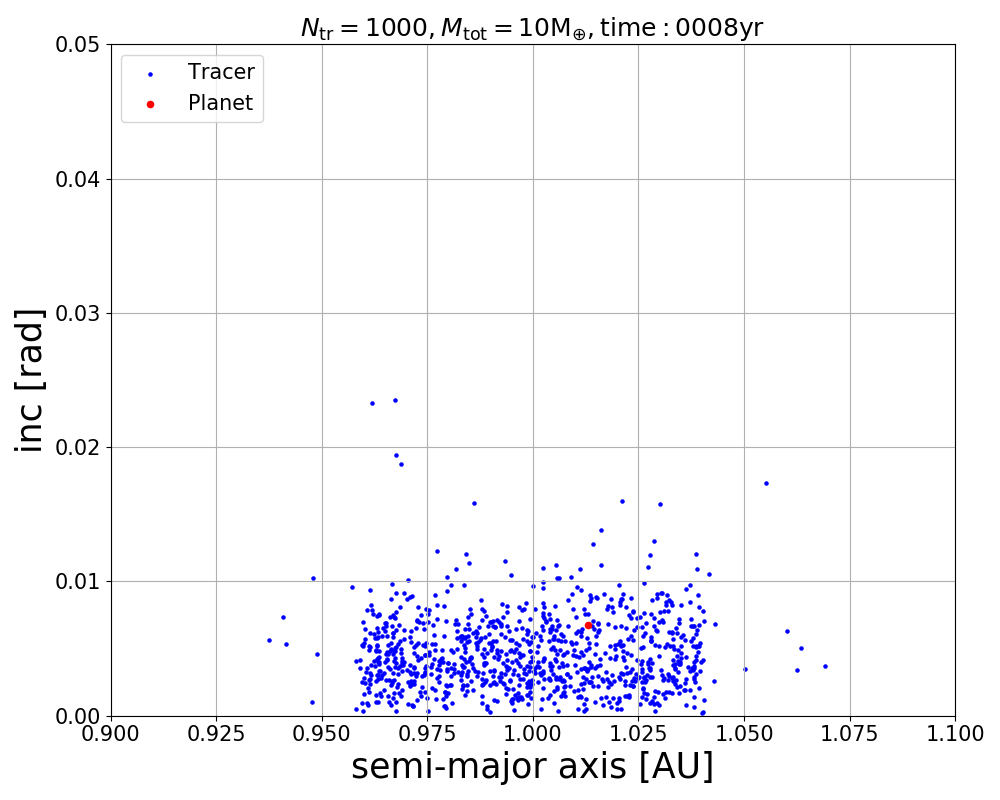 N_tr = 1000, M_tot = 10M_⊕, time : 0008yr
0.05
Tracer
Planet
0.04
0.03
0.02
0.01
0.00
inc [rad]
0.900 0.925 0.950 0.975 1.000 1.025 1.050 1.075 1.100
semi-major axis [AU]